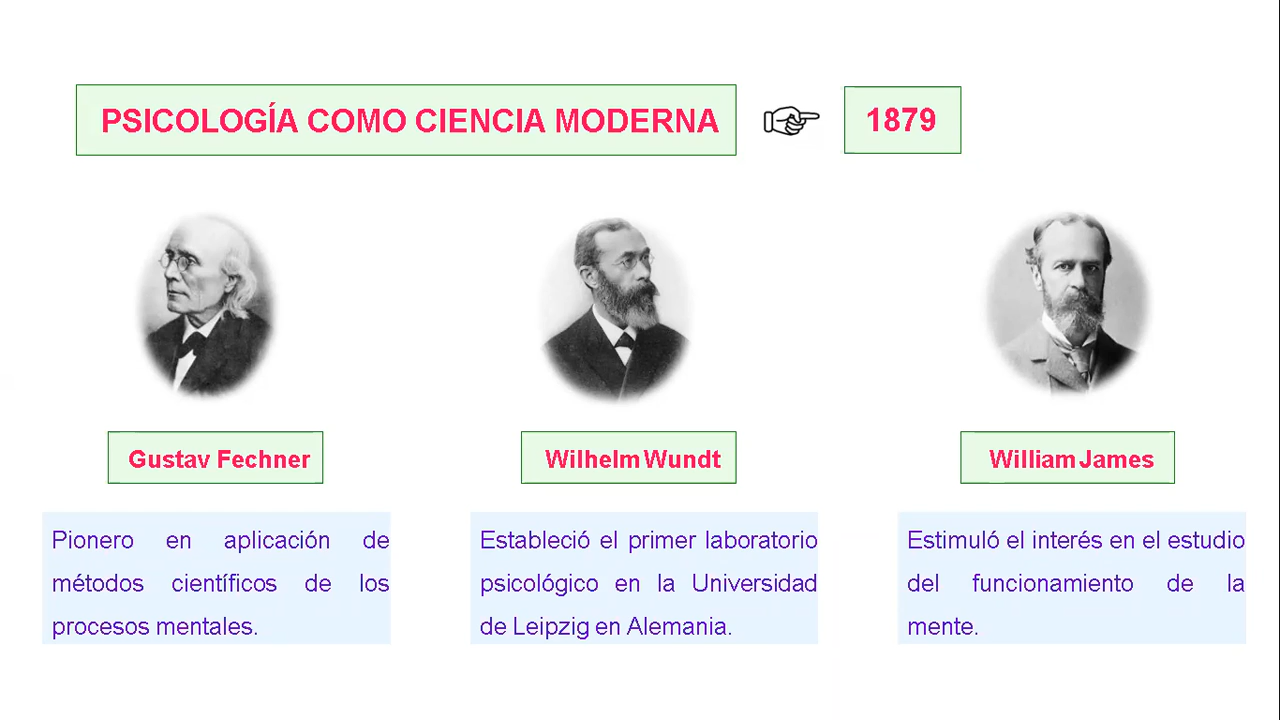 PSICOLOGÍA COMO CIENCIA MODERNA
1879
Gustav Fechner
Pionero en aplicación de
métodos científicos de los
procesos mentales.
Wilhelm Wundt
Estableció el primer laboratorio
psicológico en la Universidad
de Leipzig en Alemania.
William James
Estimuló el interés en el estudio
del funcionamiento de la
mente.